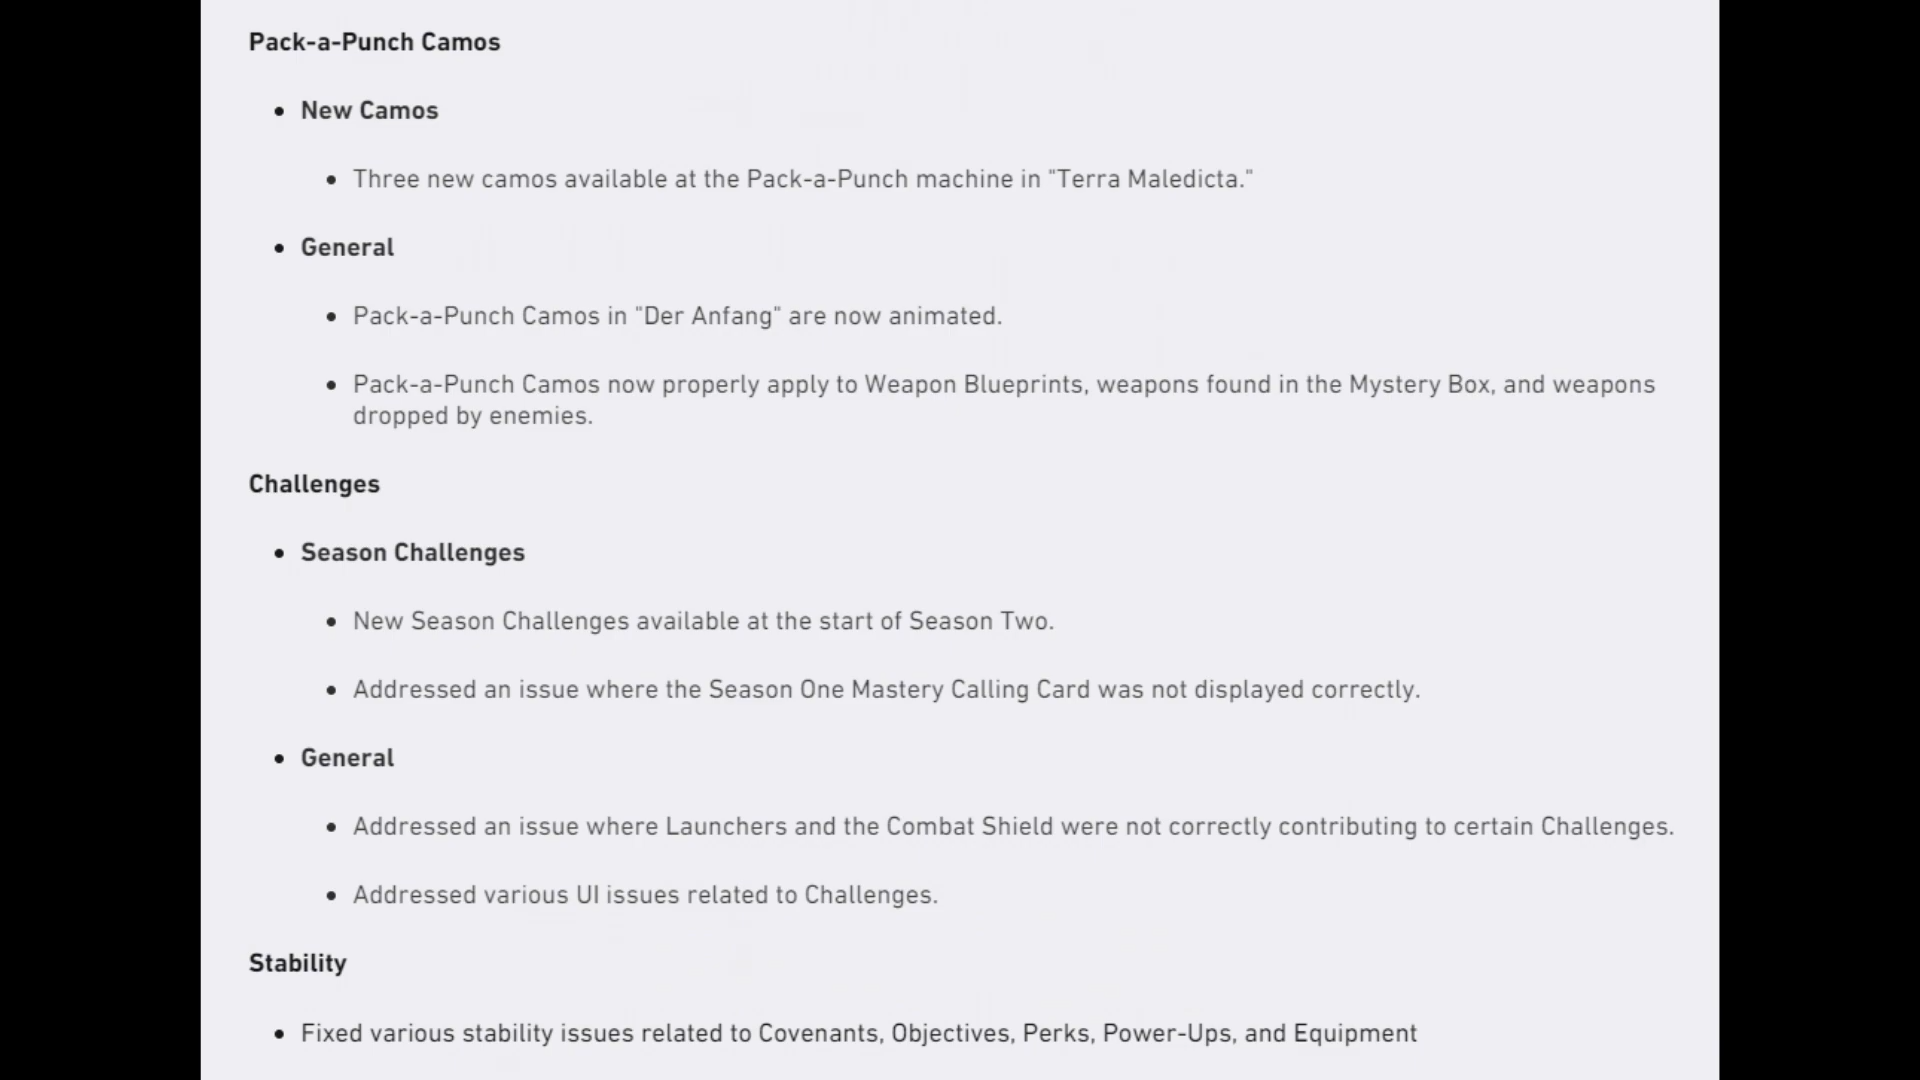 Pack-a-Punch Camos
New Camos
Three new camos available at the Pack-a-Punch machine in "Terra Maledicta."
General
Pack-a-Punch Camos in "Der Anfang" are now animated.
Pack-a-Punch Camos now properly apply to Weapon Blueprints, weapons found in the Mystery Box, and weapons
dropped by enemies.
Challenges
Season Challenges
New Season Challenges available at the start of Season Two.
Addressed an issue where the Season One Mastery Calling Card was not displayed correctly.
General
Addressed an issue where Launchers and the Combat Shield were not correctly contributing to certain Challenges.
Addressed various UI issues related to Challenges.
Stability
Fixed various stability issues related to Covenants, Objectives, Perks, Power-Ups, and Equipment